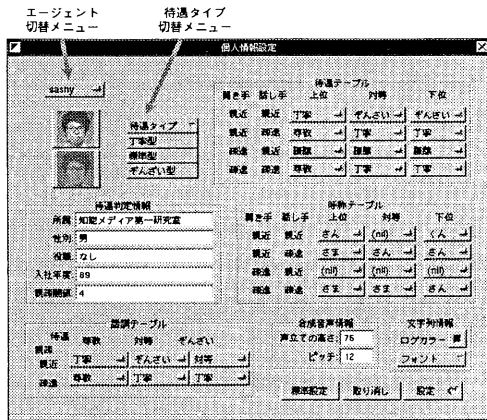 エージェント 待遇タイプ
切替メニュー 切替メニュー
個人情報設定
sashy
待遇タイプ
丁寧型
標準型
ぞんざい型
待遇テーブル
聞き手 話し手 上位 対等 下位
親近 親近 丁寧 ぞんざい ぞんざい
親近 疎遠 尊敬 丁寧 丁寧
疎遠 親近 謙譲 謙譲 謙譲
疎遠 疎遠 尊敬 丁寧 丁寧
待遇判定情報
所属: 知能メディア第一研究室
性別: 男
役職: なし
入社年度: 89
親疎閾値: 4
呼称テーブル
聞き手 話し手 上位 対等 下位
親近 親近 さん (nil) くん
親近 疎遠 さま さん さん
疎遠 親近 (nil) (nil) (nil)
疎遠 疎遠 さま さま さん
語調テーブル
待遇 尊敬 対等 ぞんざい
親疎
親近 丁寧 ぞんざい 対等
疎遠 尊敬 丁寧 丁寧
合成音声情報
声立ての高さ: 76
ピッチ: 12
文字列情報
ログカラー
フォント
標準設定 取り消し 設定